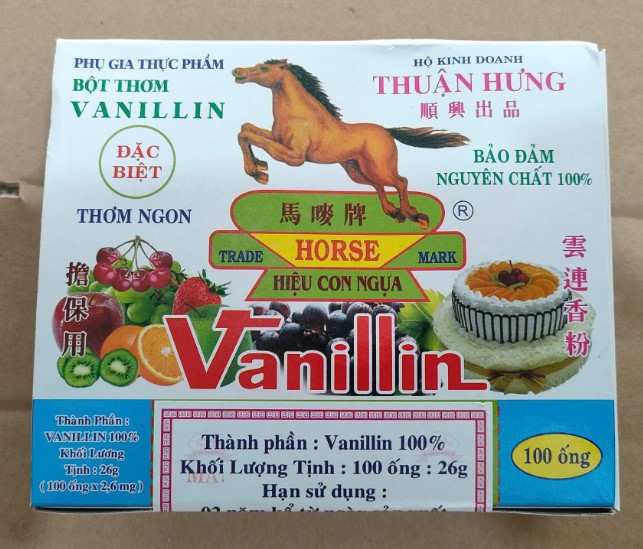 PHỤ GIA THỰC PHẨM
BỘT THƠM
VANILLIN
ĐẶC
BIỆT
THƠM NGON
HỘ KINH DOANH
THUẬN HƯNG
順興出品
BẢO ĐẢM
NGUYÊN CHẤT 100%
馬嘜牌
®
TRADE HORSE MARK
HIỆU CON NGỰA
擔保用
雲連香粉
Vanillin
Thành Phần :
VANILLIN 100%
Khối Lượng
Tịnh : 26g
( 100 ống x 2,6 mg )
Thành phần : Vanillin 100%
Khối Lượng Tịnh : 100 ống : 26g
Hạn sử dụng :
100 ống